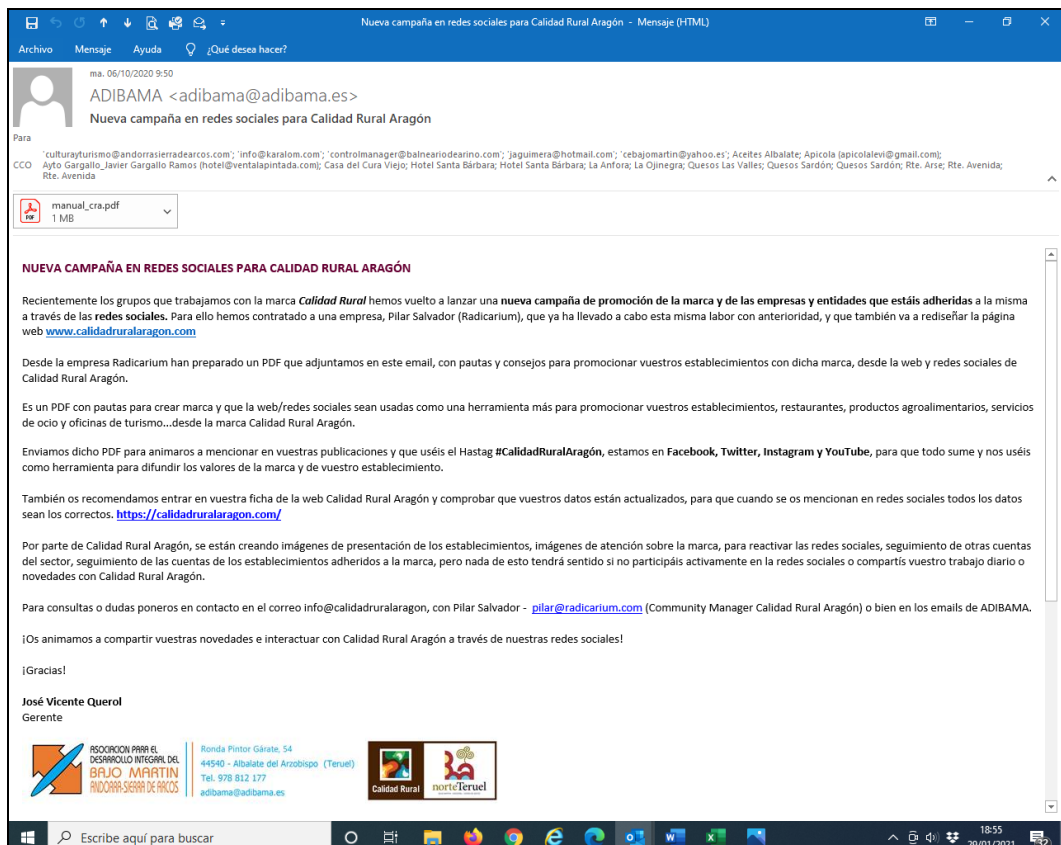 Nueva campaña en redes sociales para Calidad Rural Aragón - Mensaje (HTML)
Archivo Mensaje Ayuda ¿Qué desea hacer?
ma. 06/10/2020 9:50
ADIBAMA <adibama@adibama.es>
Nueva campaña en redes sociales para Calidad Rural Aragón
Para
'culturayturismo@andorrasierradearcos.com'; 'info@karalom.com'; 'controlmanager@balneariodearino.com'; 'jaguimera@hotmail.com'; 'cebajomartin@yahoo.es'; Aceites Albalate; Apicola (apicolalevi@gmail.com);
CCO Ayto Gargallo_Javier Gargallo Ramos (hotel@ventalapintada.com); Casa del Cura Viejo; Hotel Santa Bárbara; Hotel Santa Bárbara; La Anfora; La Ojinegra; Quesos Las Valles; Quesos Sardón; Quesos Sardón; Rte. Arse; Rte. Avenida;
Rte. Avenida
PDF
manual_cra.pdf
1 MB
NUEVA CAMPAÑA EN REDES SOCIALES PARA CALIDAD RURAL ARAGÓN
Recientemente los grupos que trabajamos con la marca Calidad Rural hemos vuelto a lanzar una nueva campaña de promoción de la marca y de las empresas y entidades que estáis adheridas a la misma
a través de las redes sociales. Para ello hemos contratado a una empresa, Pilar Salvador (Radicarium), que ya ha llevado a cabo esta misma labor con anterioridad, y que también va a rediseñar la página
web www.calidadruralaragon.com
Desde la empresa Radicarium han preparado un PDF que adjuntamos en este email, con pautas y consejos para promocionar vuestros establecimientos con dicha marca, desde la web y redes sociales de
Calidad Rural Aragón.
Es un PDF con pautas para crear marca y que la web/redes sociales sean usadas como una herramienta más para promocionar vuestros establecimientos, restaurantes, productos agroalimentarios, servicios
de ocio y oficinas de turismo...desde la marca Calidad Rural Aragón.
Enviamos dicho PDF para animaros a mencionar en vuestras publicaciones y que uséis el Hastag #CalidadRuralAragón, estamos en Facebook, Twitter, Instagram y YouTube, para que todo sume y nos uséis
como herramienta para difundir los valores de la marca y de vuestro establecimiento.
También os recomendamos entrar en vuestra ficha de la web Calidad Rural Aragón y comprobar que vuestros datos están actualizados, para que cuando se os mencionan en redes sociales todos los datos
sean los correctos. https://calidadruralaragon.com/
Por parte de Calidad Rural Aragón, se están creando imágenes de presentación de los establecimientos, imágenes de atención sobre la marca, para reactivar las redes sociales, seguimiento de otras cuentas
del sector, seguimiento de las cuentas de los establecimientos adheridos a la marca, pero nada de esto tendrá sentido si no participáis activamente en la redes sociales o compartís vuestro trabajo diario o
novedades con Calidad Rural Aragón.
Para consultas o dudas poneros en contacto en el correo info@calidadruralaragon, con Pilar Salvador - pilar@radicarium.com (Community Manager Calidad Rural Aragón) o bien en los emails de ADIBAMA.
¡Os animamos a compartir vuestras novedades e interactuar con Calidad Rural Aragón a través de nuestras redes sociales!
¡Gracias!
José Vicente Querol
Gerente
ASOCIACION PARA EL
DESARROLLO INTEGRAL DEL
BAJO MARTIN
ANDORRA-SIERRA DE ARCOS
Ronda Pintor Gárate, 54
44540 - Albalate del Arzobispo (Teruel)
Tel. 978 812 177
adibama@adibama.es
Calidad Rural
norteTeruel
Escribe aquí para buscar
18:55
29/01/2021
32